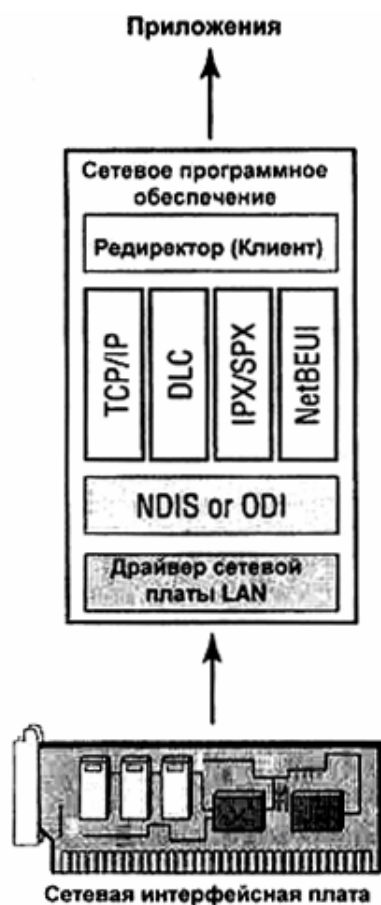 Приложения
Сетевое программное
обеспечение
Редиректор (Клиент)
TCP/IP
DLC
IPX/SPX
NetBEUI
NDIS or ODI
Драйвер сетевой
платы LAN
Сетевая интерфейсная плата